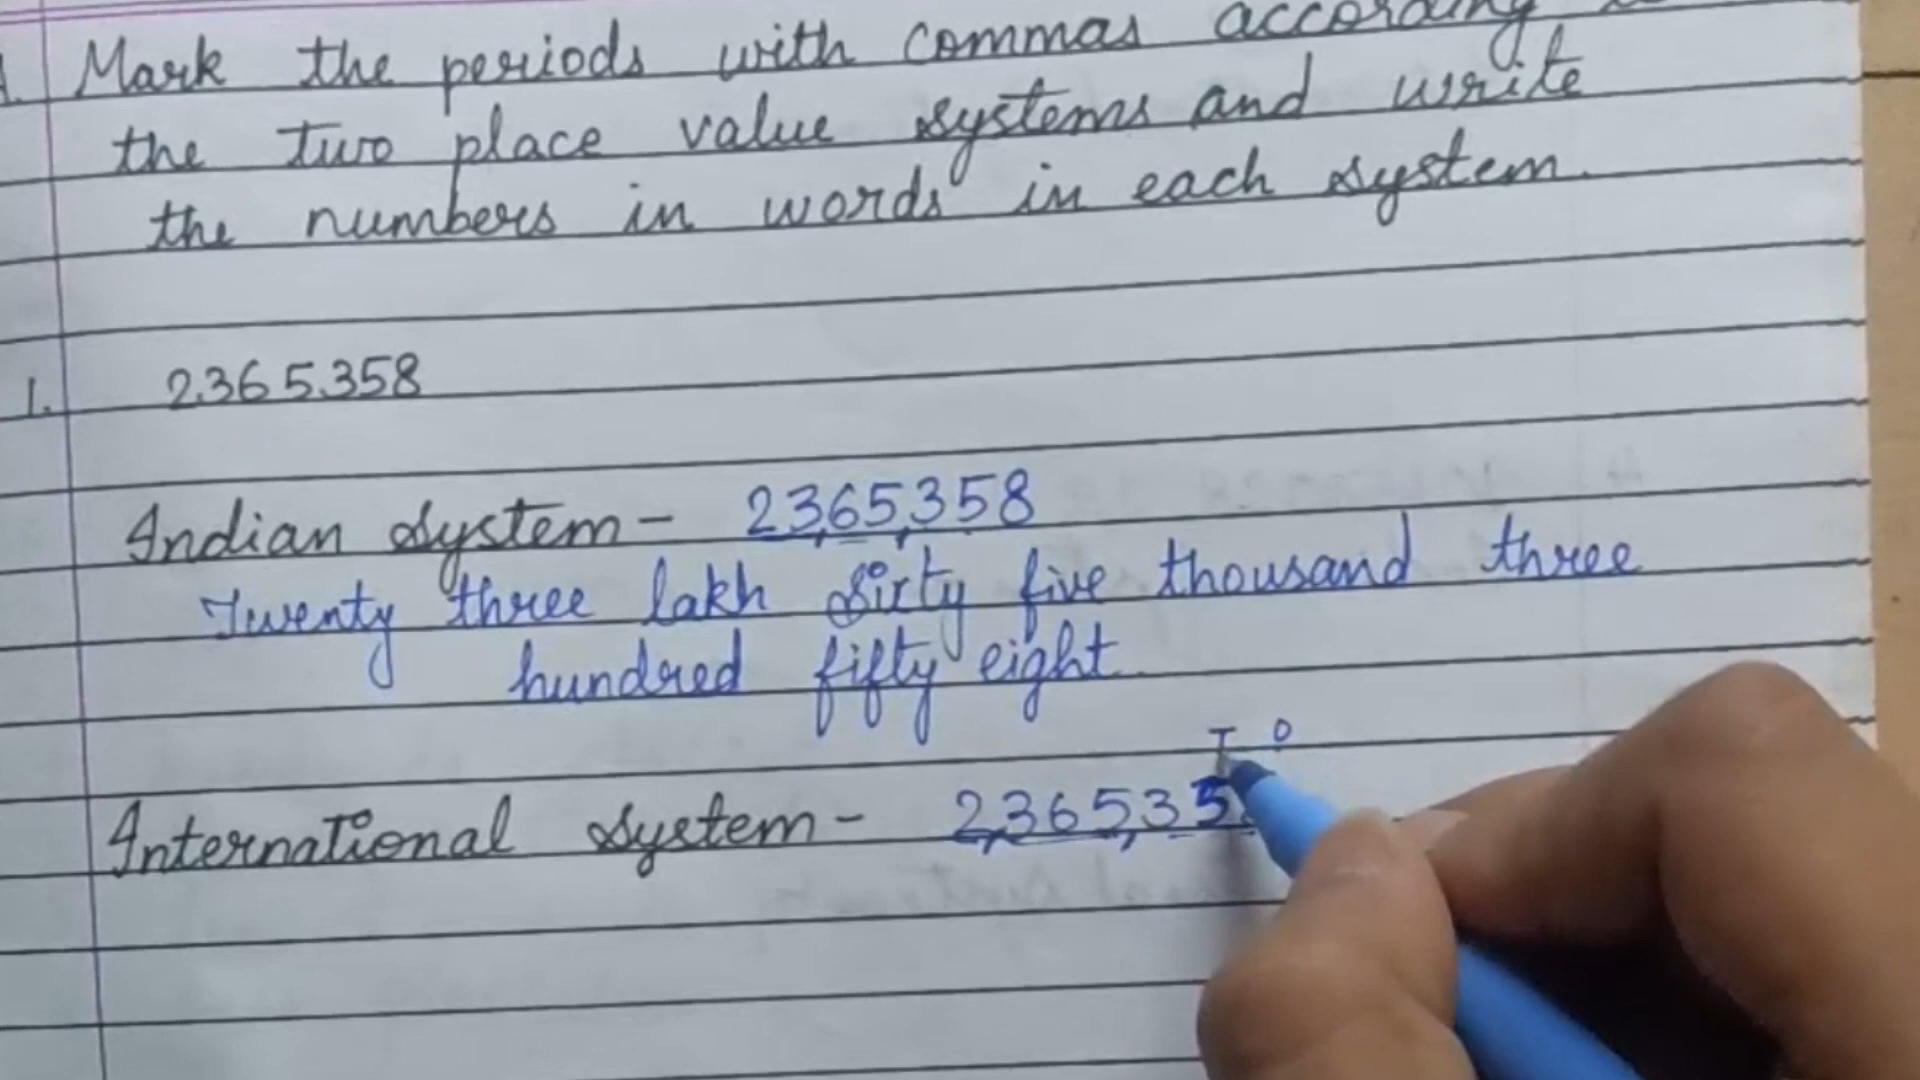 A. Mark the periods with commas according
the two place value systems and write
the numbers in words in each system.
1. 2365358
Indian System - 23,65,358
Twenty three lakh Sixty five thousand three
hundred fifty eight
T O
International System - 2,365,35